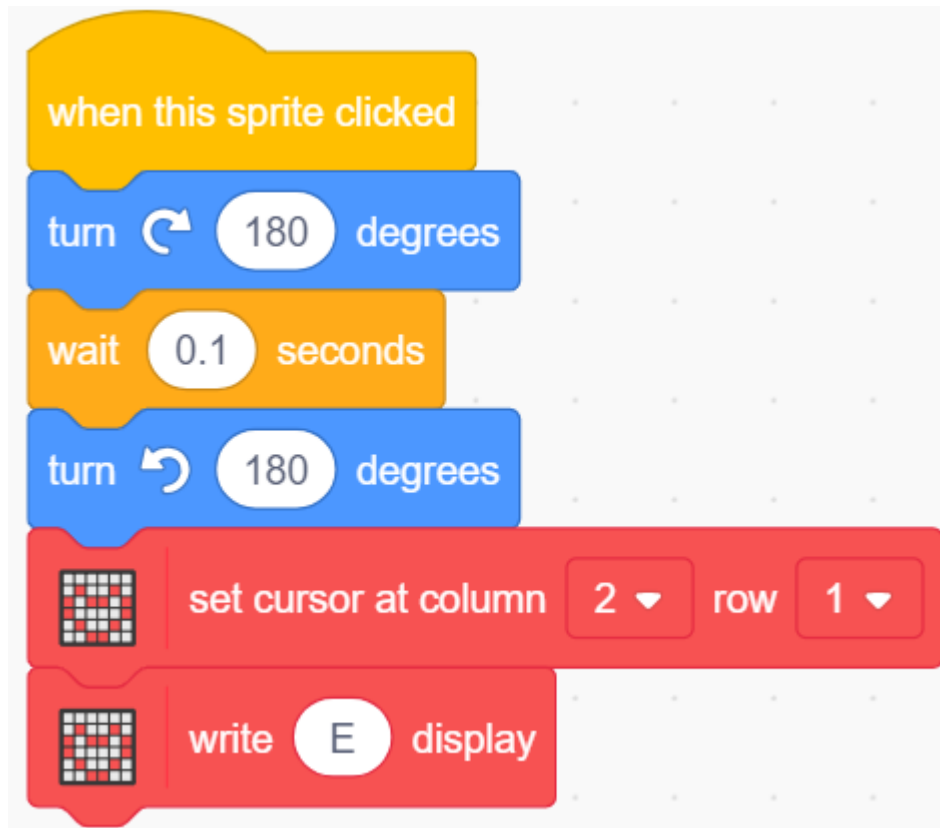 when this sprite clicked
turn 180 degrees
wait 0.1 seconds
turn 180 degrees
set cursor at column 2 row 1
write E display